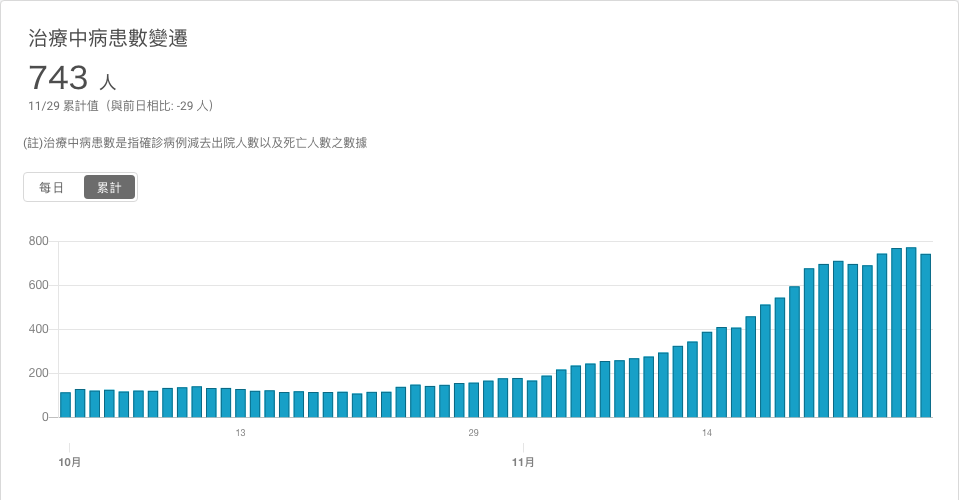 治療中病患數變遷
743 人
11/29 累計值（與前日相比: -29 人）
(註)治療中病患數是指確診病例減去出院人數以及死亡人數之數據
每日 累計
800
600
400
200
0
13 29 14
10月 11月